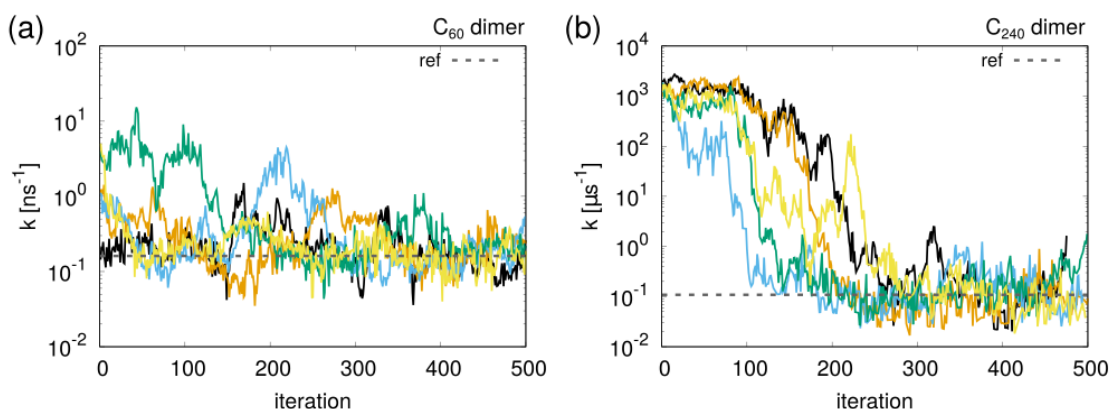 (a)
C60 dimer
ref
10^2
10^1
10^0
10^-1
10^-2
k [ns^-1]
0 100 200 300 400 500
iteration
(b)
C240 dimer
ref
10^4
10^3
10^2
10^1
10^0
10^-1
10^-2
k [µs^-1]
0 100 200 300 400 500
iteration